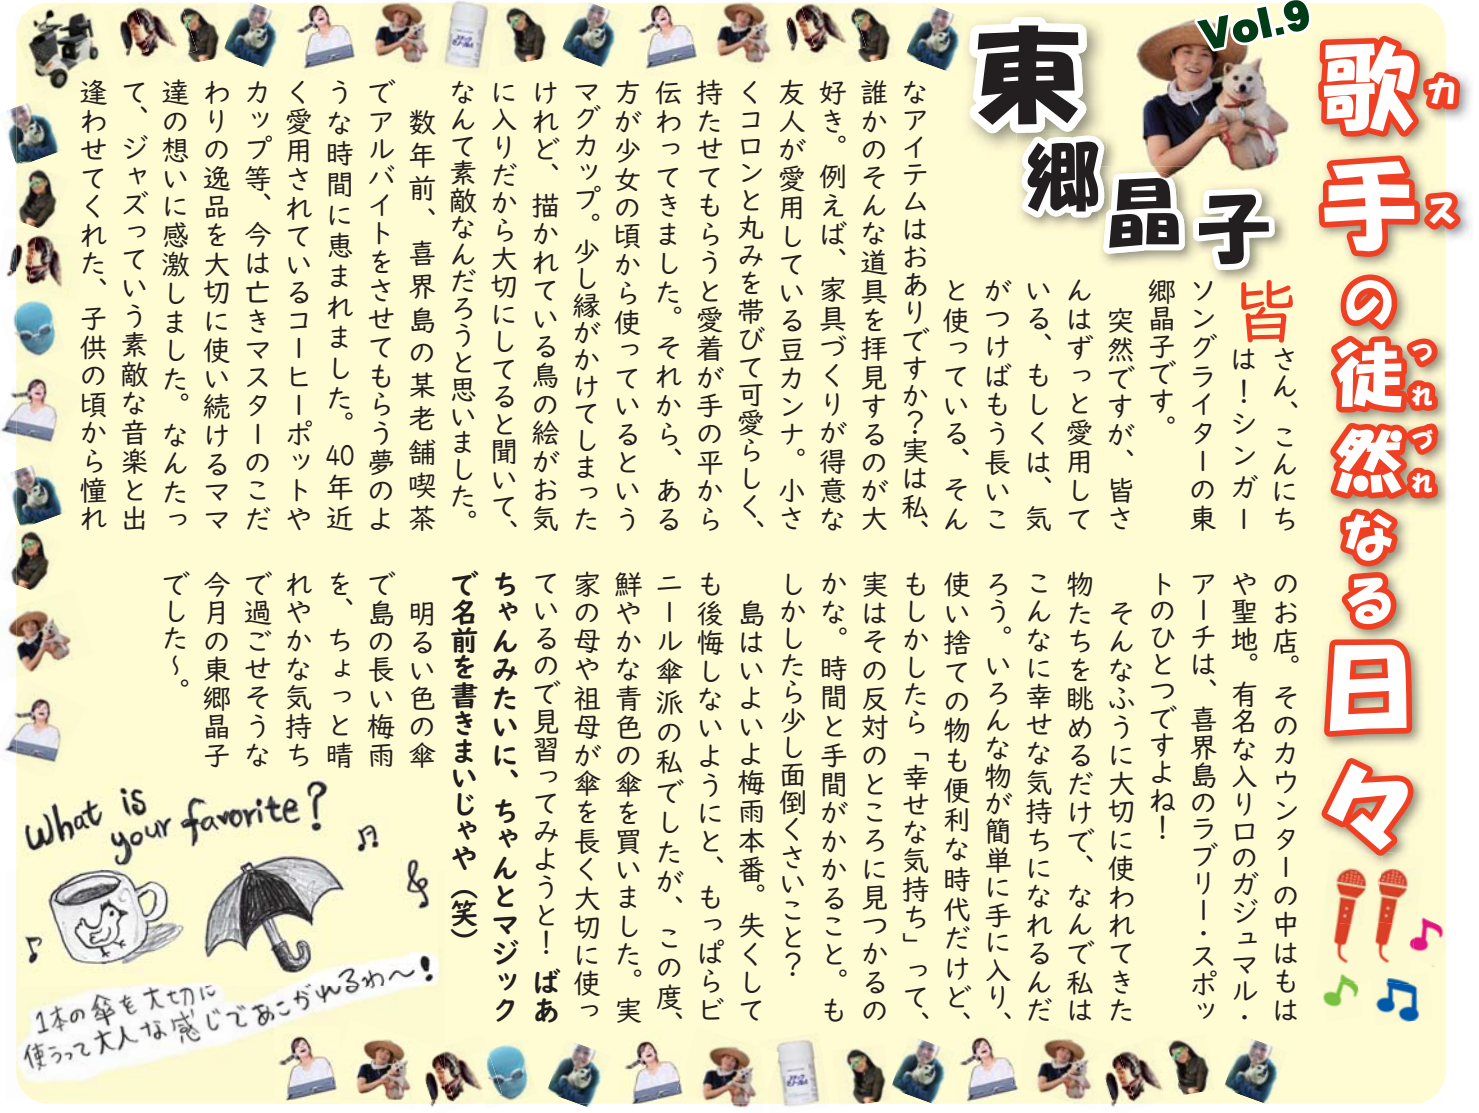 歌手の徒然なる日々
カス
つれづれ
Vol.9
東郷晶子
皆さん、こんにち
は！シンガー
ソングライターの東
郷晶子です。
突然ですが、皆さ
んはずっと愛用して
いる、もしくは、気
がつけばもう長いこ
と使っている、そん
なアイテムはおありですか？実は私、
誰かのそんな道具を拝見するのが大
好き。例えば、家具づくりが得意な
友人が愛用している豆カンナ。小さ
くコロンと丸みを帯びて可愛らしく、
持たせてもらうと愛着が手の平から
伝わってきました。それから、ある
方が少女の頃から使っているという
マグカップ。少し縁がかけてしまった
けれど、描かれている鳥の絵がお気
に入りだから大切にしてると聞いて、
なんて素敵なんだろうと思いました。
数年前、喜界島の某老舗喫茶
でアルバイトをさせてもらう夢のよ
うな時間に恵まれました。40年近
く愛用されているコーヒーポットや
カップ等、今は亡きマスターのこだ
わりの逸品を大切に使い続けるママ
達の想いに感激しました。なんたっ
て、ジャズっていう素敵な音楽と出
逢わせてくれた、子供の頃から憧れ
のお店。そのカウンターの中はもは
や聖地。有名な入り口のガジュマル・
アーチは、喜界島のラブリー・スポッ
トのひとつですよね！
そんなふうに大切に使われてきた
物たちを眺めるだけで、なんで私は
こんなに幸せな気持ちになれるんだ
ろう。いろんな物が簡単に手に入り、
使い捨ての物も便利な時代だけど、
もしかしたら「幸せな気持ち」って、
実はその反対のところに見つかるの
かな。時間と手間がかかること。も
しかしたら少し面倒くさいこと？
島はいよいよ梅雨本番。失くして
も後悔しないようにと、もっぱらビ
ニール傘派の私でしたが、この度、
鮮やかな青色の傘を買いました。実
家の母や祖母が傘を長く大切に使っ
ているので見習ってみようと！ばあ
ちゃんみたいに、ちゃんとマジック
で名前を書きまいじゃや（笑）
明るい色の傘
で島の長い梅雨
を、ちょっと晴
れやかな気持ち
で過ごせそうな
今月の東郷晶子
でした～。
What is
your favorite?
1本の傘を大切に
使うって大人な感じであこがれるわ～！